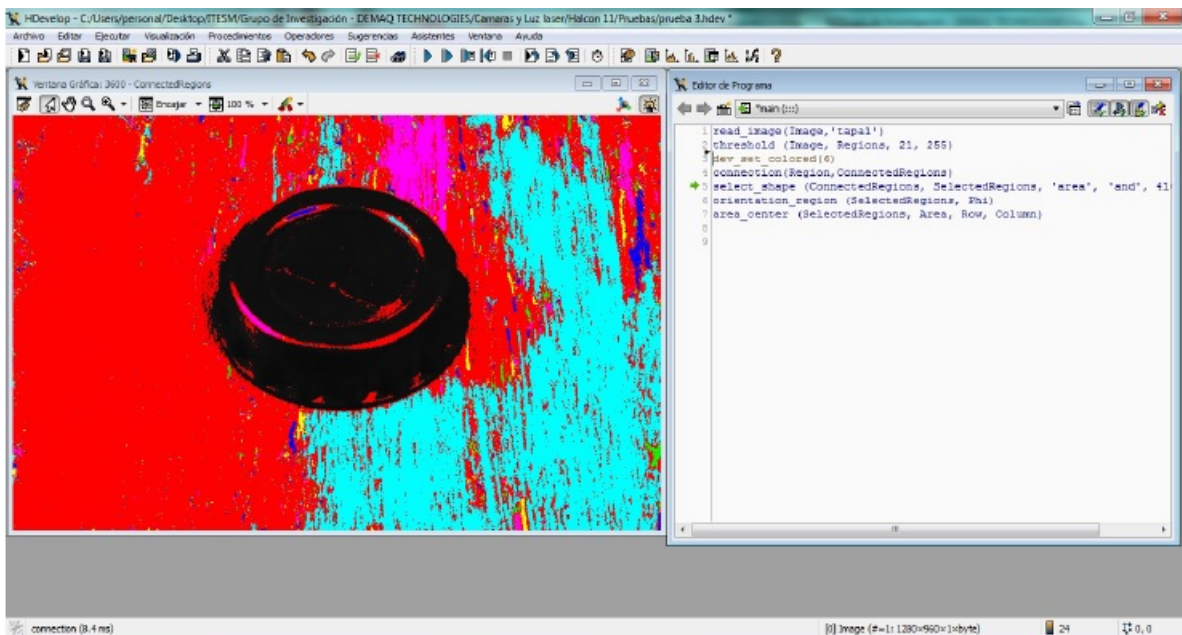 HDevelop - C:/Users/personal/Desktop/ITESM/Grupo de Investigación - DEMAQ TECHNOLOGIES/Camaras y Luz laser/Halcon 11/Pruebas/prueba 3.hdev *
Archivo Editar Ejecutar Visualización Procedimientos Operadores Sugerencias Asistentes Ventana Ayuda
Ventana Gráfica: 3600 - ConnectedRegions
Encajar 100 %
Editor de Programa
*main (:::)
1 read_image(Image,'tapa1')
2 threshold (Image, Regions, 21, 255)
3 dev_set_colored(6)
4 connection(Region,ConnectedRegions)
5 select_shape (ConnectedRegions, SelectedRegions, 'area', 'and', 41
6 orientation_region (SelectedRegions, Phi)
7 area_center (SelectedRegions, Area, Row, Column)
8
9
connection (8.4 ms) [0] Image (#=1: 1280×960×1×byte) 24 0, 0